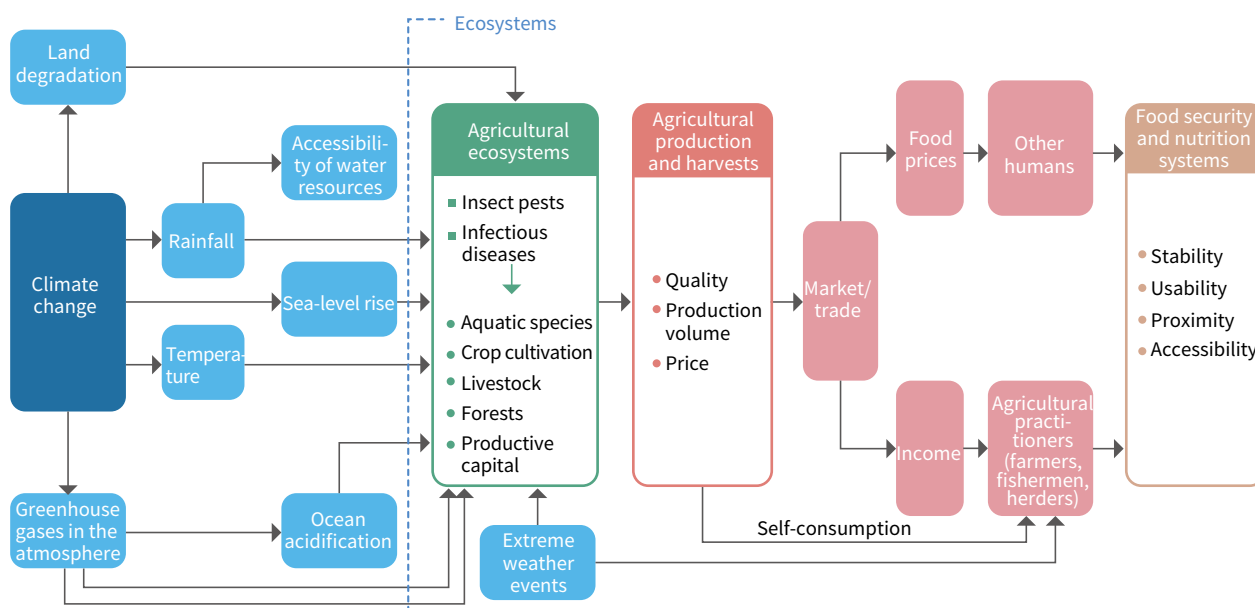 Ecosystems
Land
degradation
Accessibili-
ty of water
resources
Climate
change
Rainfall
Sea-level rise
Tempera-
ture
Greenhouse
gases in the
atmosphere
Ocean
acidification
Agricultural
ecosystems
Insect pests
Infectious
diseases
Aquatic species
Crop cultivation
Livestock
Forests
Productive
capital
Extreme
weather
events
Agricultural
production
and harvests
Quality
Production
volume
Price
Self-consumption
Market/
trade
Food
prices
Other
humans
Income
Agricultural
practi-
tioners
(farmers,
fishermen,
herders)
Food security
and nutrition
systems
Stability
Usability
Proximity
Accessibility